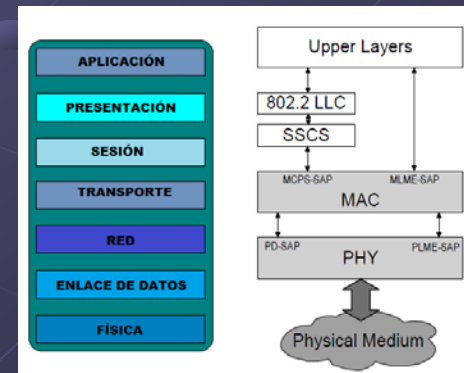 APLICACIÓN
PRESENTACIÓN
SESIÓN
TRANSPORTE
RED
ENLACE DE DATOS
FÍSICA
Upper Layers
802.2 LLC
SSCS
MCPS-SAP MLME-SAP
MAC
PD-SAP PLME-SAP
PHY
Physical Medium